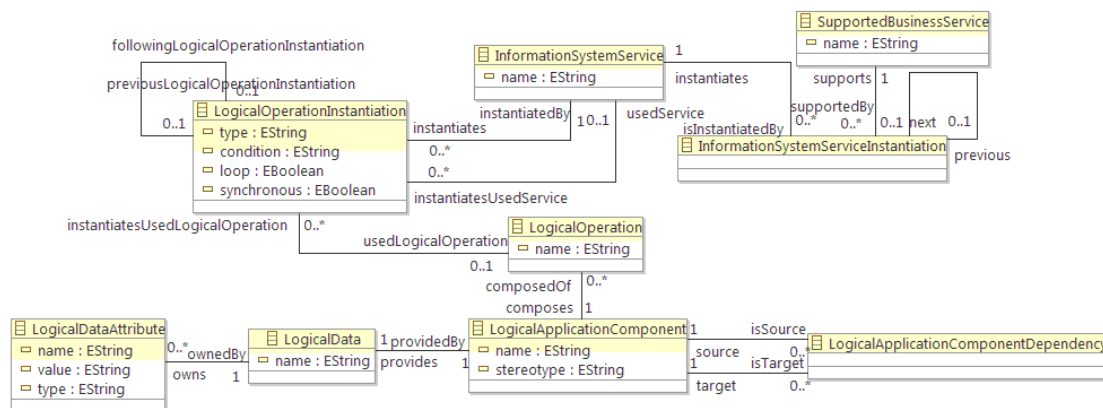 SupportedBusinessService
name : EString
followingLogicalOperationInstantiation
InformationSystemService
name : EString
1
instantiates
supports 1
previousLogicalOperationInstantiation
0..1
LogicalOperationInstantiation
type : EString
condition : EString
loop : EBoolean
synchronous : EBoolean
0..1
instantiates
0..*
0..*
instantiatesUsedService
instantiatedBy
1
0..1
usedService
supportedBy
0..*
isInstantiatedBy
0..*
0..1
next
0..1
InformationSystemServiceInstantiation
previous
instantiatesUsedLogicalOperation
0..*
usedLogicalOperation
0..1
LogicalOperation
name : EString
composedOf
0..*
composes
1
LogicalDataAttribute
name : EString
value : EString
type : EString
0..*
ownedBy
owns
1
LogicalData
name : EString
1
providedBy
provides
1
LogicalApplicationComponent
name : EString
stereotype : EString
1
isSource
source
0..*
1
isTarget
target
0..*
LogicalApplicationComponentDependency